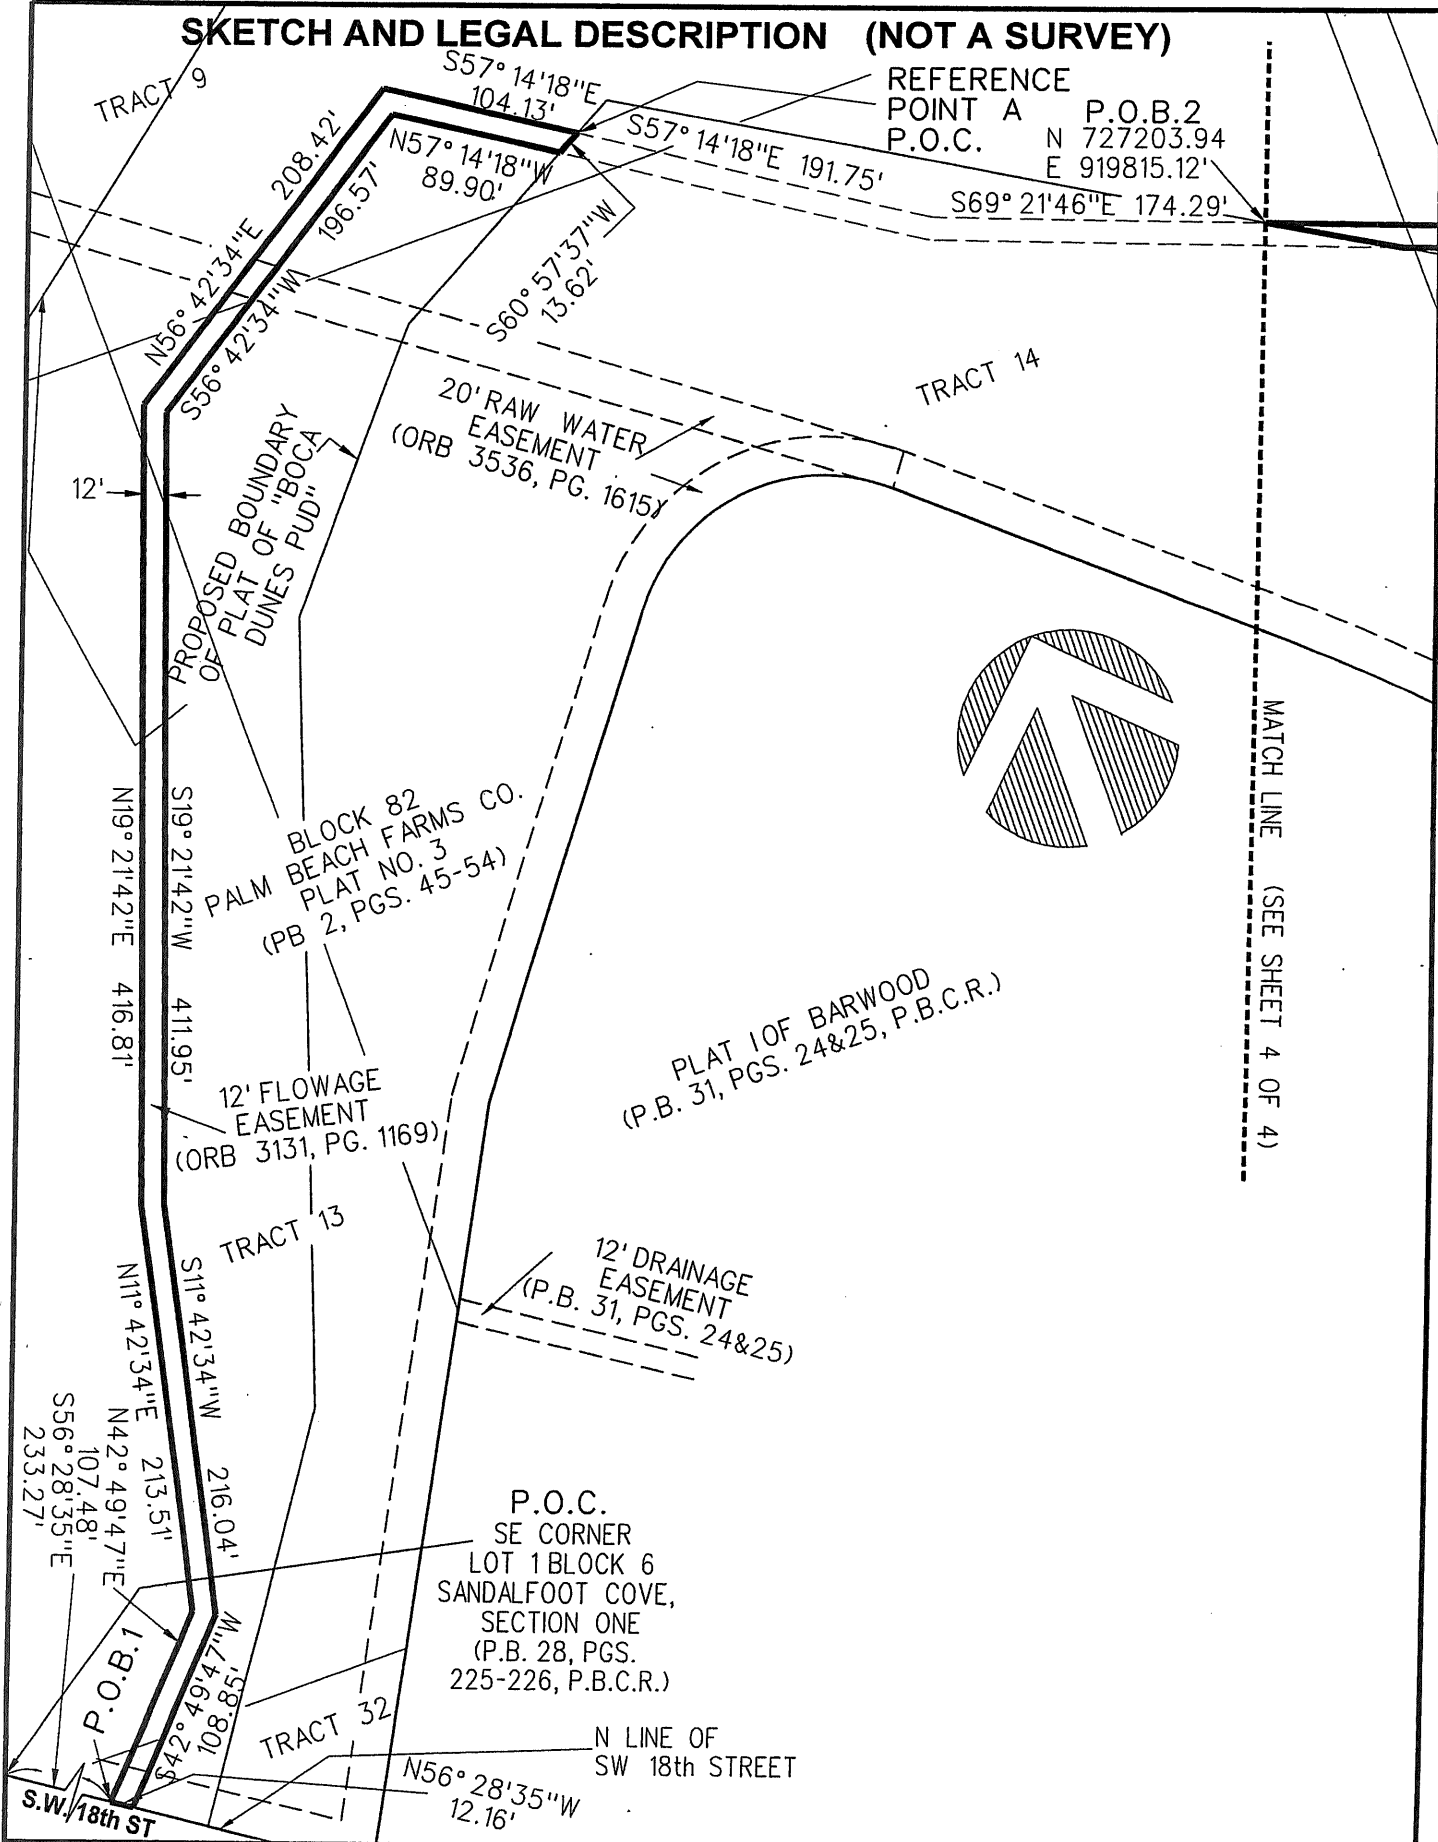 SKETCH AND LEGAL DESCRIPTION (NOT A SURVEY)
TRACT 9
S57°14'18"E
104.13'
REFERENCE
POINT A
P.O.C.
P.O.B.2
N 727203.94
E 919815.12'
208.42'
N56°42'34"E
N57°14'18"W
89.90'
196.57'
S56°42'34"W
S57°14'18"E 191.75'
S69°21'46"E 174.29'
S60°57'37"W
13.62'
TRACT 14
20' RAW WATER
EASEMENT
(ORB 3536, PG. 1615)
12'
PROPOSED BOUNDARY
OF PLAT OF "BOCA
DUNES PUD"
MATCH LINE (SEE SHEET 4 OF 4)
N19°21'42"E 416.81'
S19°21'42"W 411.95'
BLOCK 82
PALM BEACH FARMS CO.
PLAT NO. 3
(PB 2, PGS. 45-54)
PLAT 1 OF BARWOOD
(P.B. 31, PGS. 24&25, P.B.C.R.)
12' FLOWAGE
EASEMENT
(ORB 3131, PG. 1169)
TRACT 13
12' DRAINAGE
EASEMENT
(P.B. 31, PGS. 24&25)
N11°42'34"E 213.51'
S11°42'34"W 216.04'
N42°49'47"E
107.48'
S56°28'35"E
233.27'
P.O.C.
SE CORNER
LOT 1 BLOCK 6
SANDALFOOT COVE,
SECTION ONE
(P.B. 28, PGS.
225-226, P.B.C.R.)
P.O.B.1
S42°49'47"W
108.85'
TRACT 32
N LINE OF
SW 18th STREET
N56°28'35"W
12.16'
S.W. 18th ST